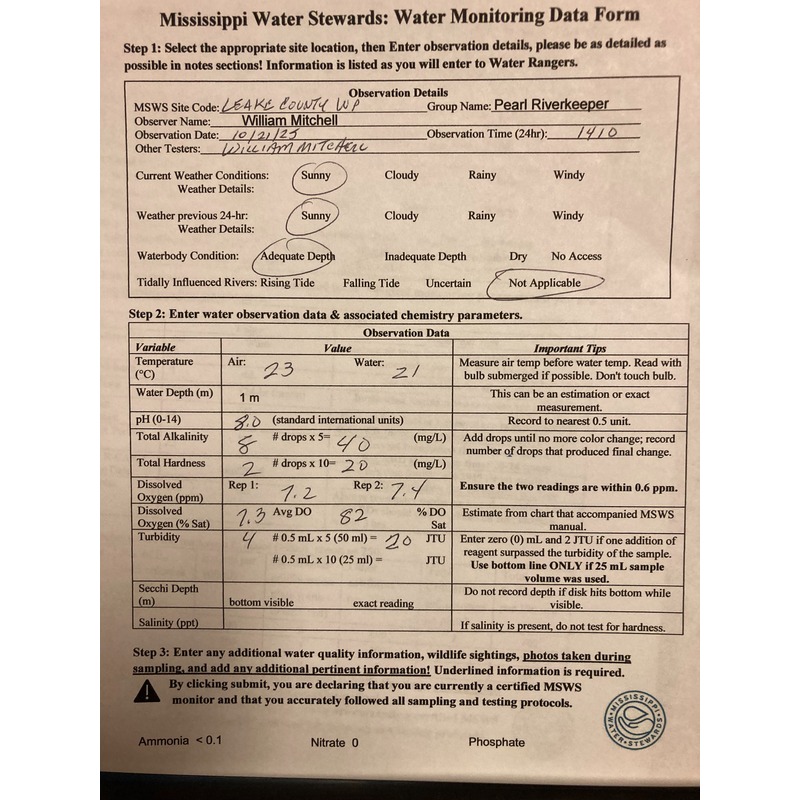 Mississippi Water Stewards: Water Monitoring Data Form
Step 1: Select the appropriate site location, then Enter observation details, please be as detailed as
possible in notes sections! Information is listed as you will enter to Water Rangers.
Observation Details
MSWS Site Code: LEAKE COUNTY WP Group Name: Pearl Riverkeeper
Observer Name: William Mitchell
Observation Date: 10/21/25 Observation Time (24hr): 1410
Other Testers: WILLIAM MITCHELL
Current Weather Conditions: Sunny Cloudy Rainy Windy
Weather Details:
Weather previous 24-hr: Sunny Cloudy Rainy Windy
Weather Details:
Waterbody Condition: Adequate Depth Inadequate Depth Dry No Access
Tidally Influenced Rivers: Rising Tide Falling Tide Uncertain Not Applicable
Step 2: Enter water observation data & associated chemistry parameters.
Observation Data
Variable Value Important Tips
Temperature Air: 23 Water: 21 Measure air temp before water temp. Read with
(°C) bulb submerged if possible. Don't touch bulb.
Water Depth (m) 1 m This can be an estimation or exact
measurement.
pH (0-14) 8.0 (standard international units) Record to nearest 0.5 unit.
Total Alkalinity 8 # drops x 5= 40 (mg/L) Add drops until no more color change; record
number of drops that produced final change.
Total Hardness 2 # drops x 10= 20 (mg/L)
Dissolved Rep 1: 7.2 Rep 2: 7.4 Ensure the two readings are within 0.6 ppm.
Oxygen (ppm)
Dissolved 7.3 Avg DO 82 % DO Estimate from chart that accompanied MSWS
Oxygen (% Sat) Sat manual.
Turbidity 4 # 0.5 mL x 5 (50 ml) = 20 JTU Enter zero (0) mL and 2 JTU if one addition of
reagent surpassed the turbidity of the sample.
# 0.5 mL x 10 (25 ml) = JTU Use bottom line ONLY if 25 mL sample
volume was used.
Secchi Depth Do not record depth if disk hits bottom while
(m) bottom visible exact reading visible.
Salinity (ppt) If salinity is present, do not test for hardness.
Step 3: Enter any additional water quality information, wildlife sightings, photos taken during
sampling, and add any additional pertinent information! Underlined information is required.
By clicking submit, you are declaring that you are currently a certified MSWS
monitor and that you accurately followed all sampling and testing protocols.
MISSISSIPPI WATER STEWARDS
Ammonia < 0.1 Nitrate 0 Phosphate